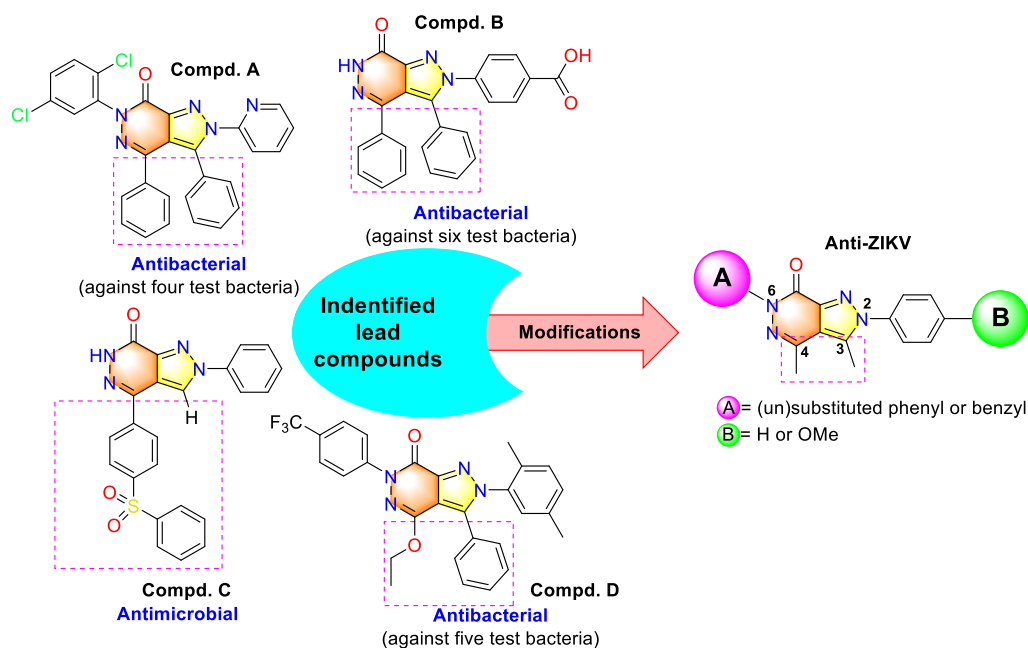 Compd. A
Cl
Cl
O
N
N
N
N
N
Antibacterial
(against four test bacteria)
Compd. B
O
HN
N
N
N
OH
O
Antibacterial
(against six test bacteria)
Indentified
lead
compounds
Modifications
Anti-ZIKV
A
6
O
N
N
N
N
2
4
3
B
A = (un)substituted phenyl or benzyl
B = H or OMe
O
HN
N
N
N
H
O
S
O
Compd. C
Antimicrobial
F3C
O
N
N
N
N
O
Compd. D
Antibacterial
(against five test bacteria)